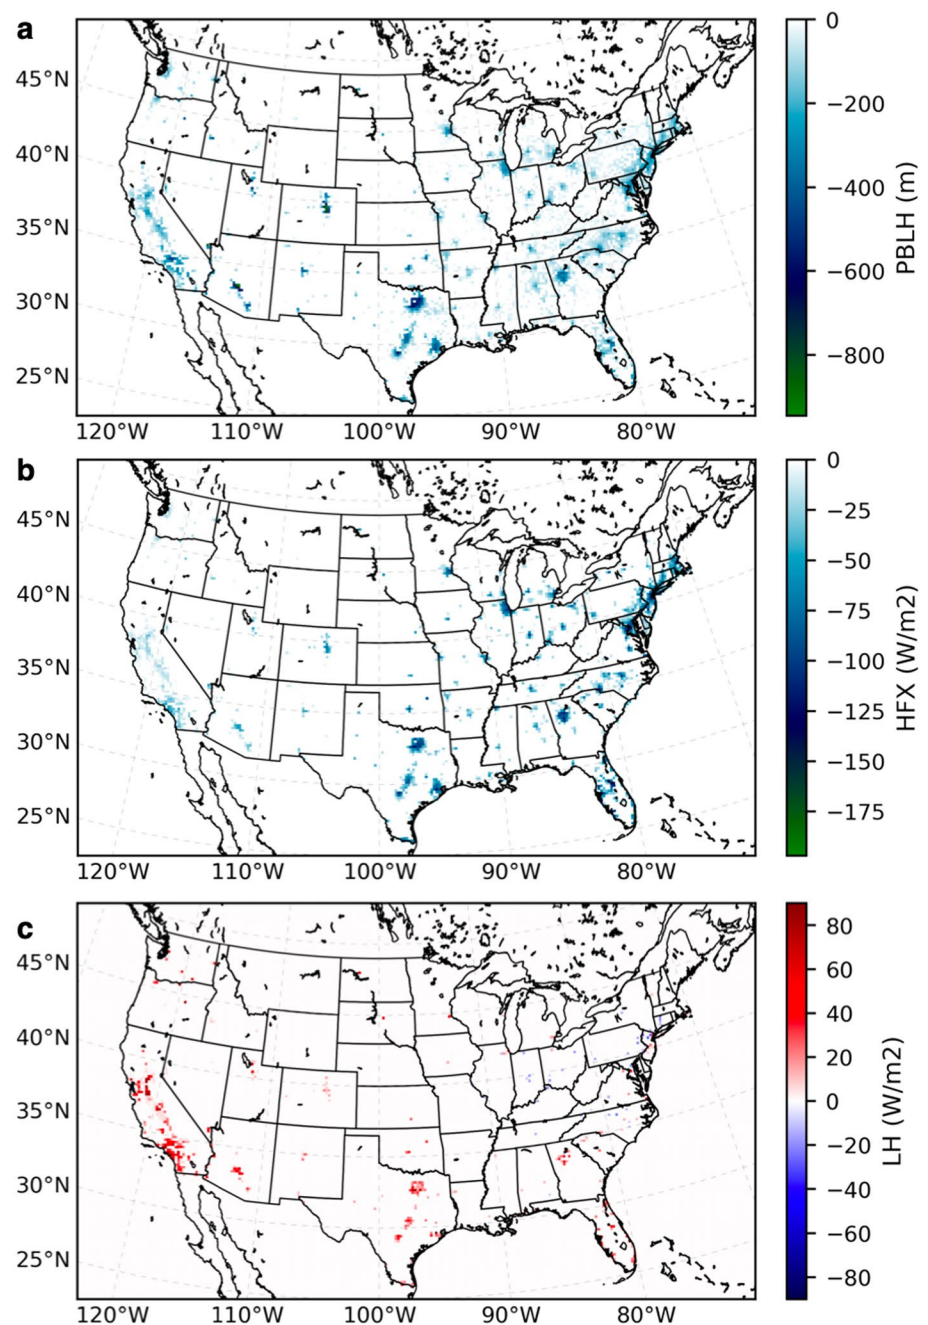 a
45°N
40°N
35°N
30°N
25°N
120°W 110°W 100°W 90°W 80°W
0
−200
−400
−600
−800
PBLH (m)
b
45°N
40°N
35°N
30°N
25°N
120°W 110°W 100°W 90°W 80°W
0
−25
−50
−75
−100
−125
−150
−175
HFX (W/m2)
c
45°N
40°N
35°N
30°N
25°N
120°W 110°W 100°W 90°W 80°W
80
60
40
20
0
−20
−40
−60
−80
LH (W/m2)